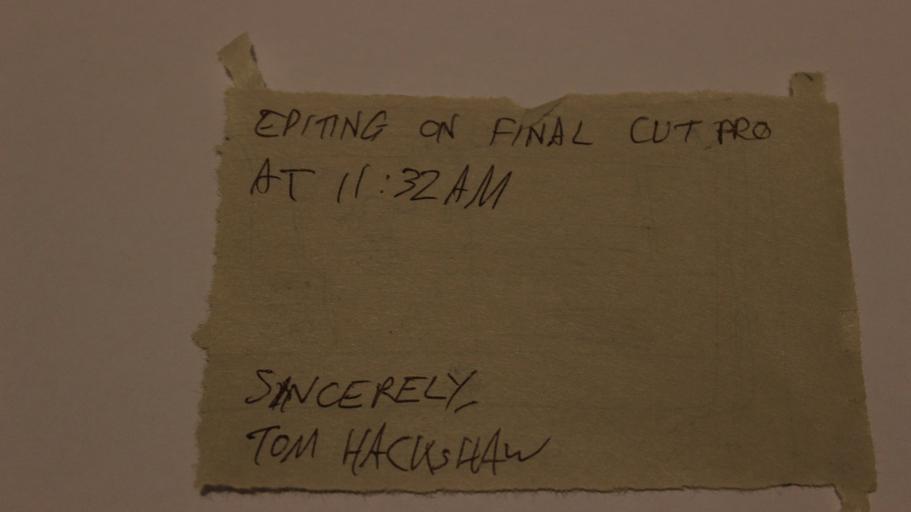 EDITING ON FINAL CUT PRO
AT 11:32AM
SINCERELY,
TOM HACKSHAW